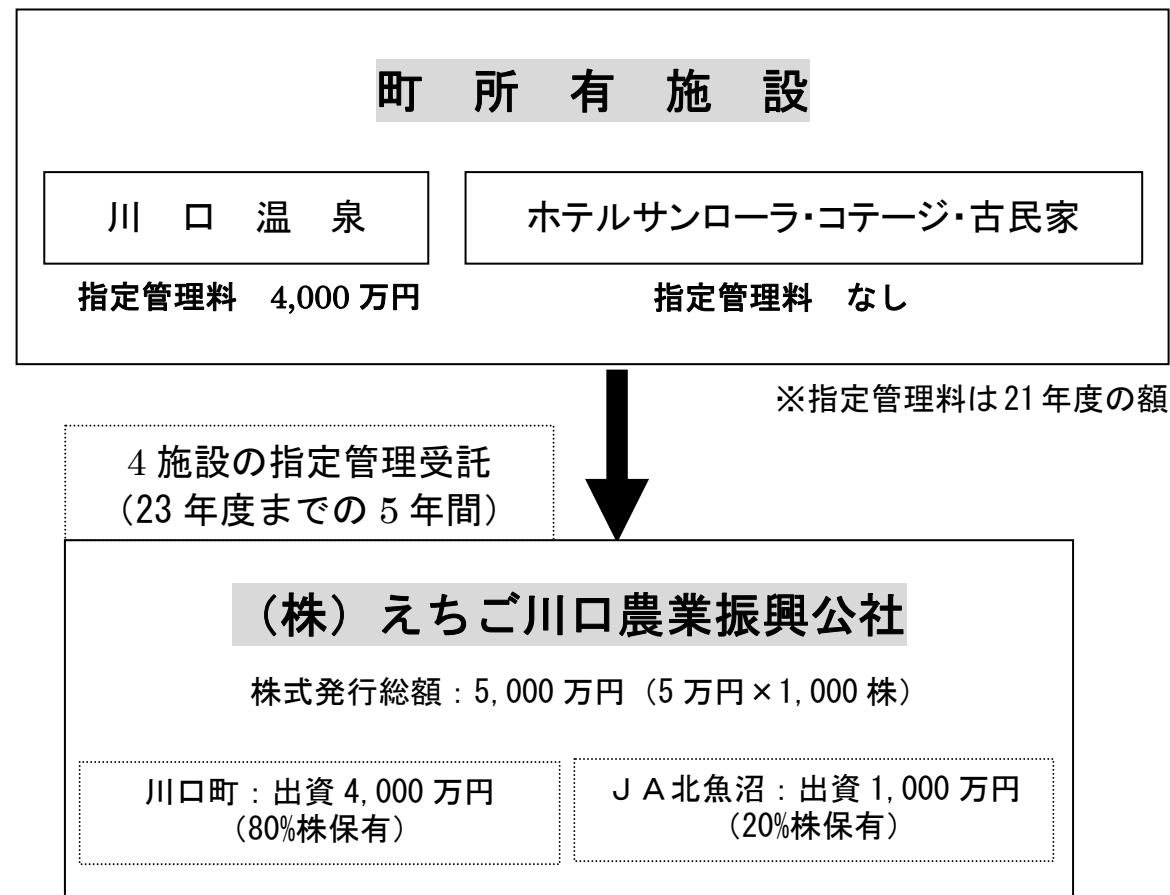 町　所　有　施　設
川　口　温　泉
ホテルサンローラ・コテージ・古民家
指定管理料　4,000 万円
指定管理料　なし
※指定管理料は 21 年度の額
4 施設の指定管理受託
（23 年度までの 5 年間）
（株）えちご川口農業振興公社
株式発行総額：5,000 万円（5 万円×1,000 株）
川口町：出資 4,000 万円
（80%株保有）
ＪＡ北魚沼：出資 1,000 万円
（20%株保有）